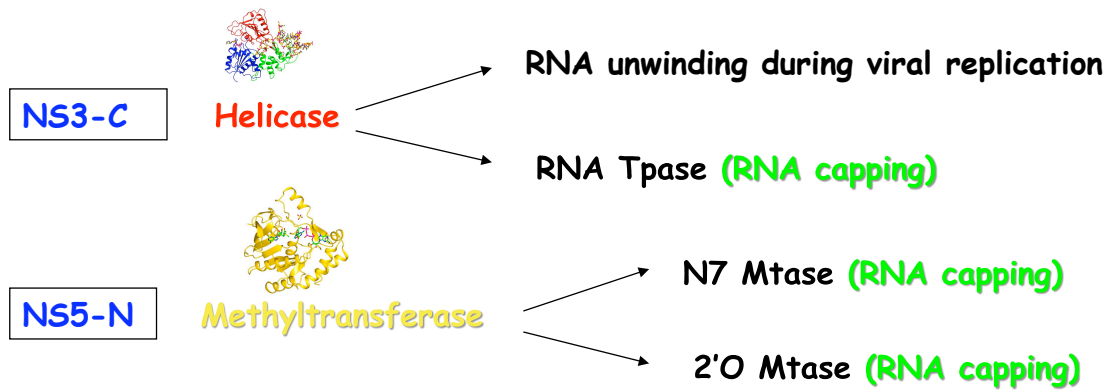 RNA unwinding during viral replication
NS3-C Helicase
RNA Tpase (RNA capping)
N7 Mtase (RNA capping)
NS5-N Methyltransferase
2'O Mtase (RNA capping)